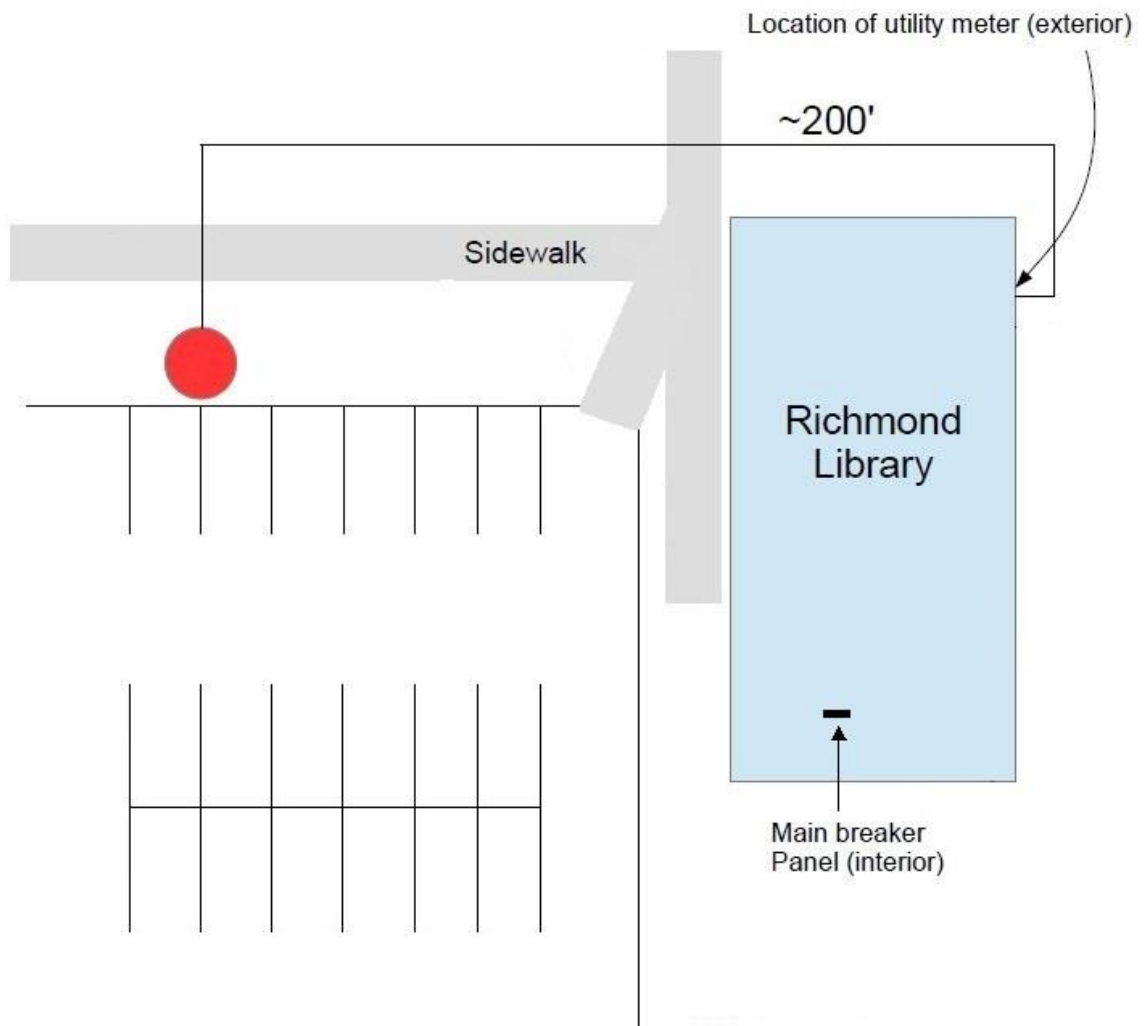 Location of utility meter (exterior)
~200'
Sidewalk
Richmond
Library
Main breaker
Panel (interior)